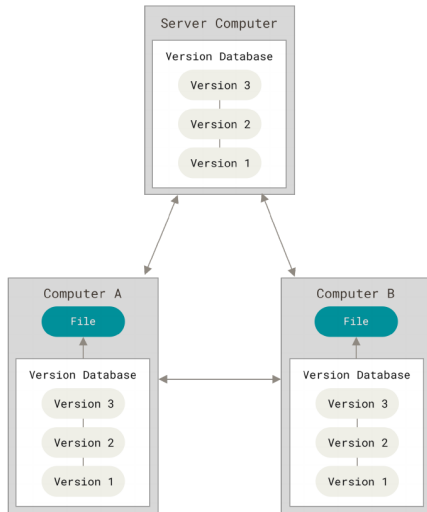 Server Computer
Version Database
Version 3
Version 2
Version 1
Computer A
File
Version Database
Version 3
Version 2
Version 1
Computer B
File
Version Database
Version 3
Version 2
Version 1